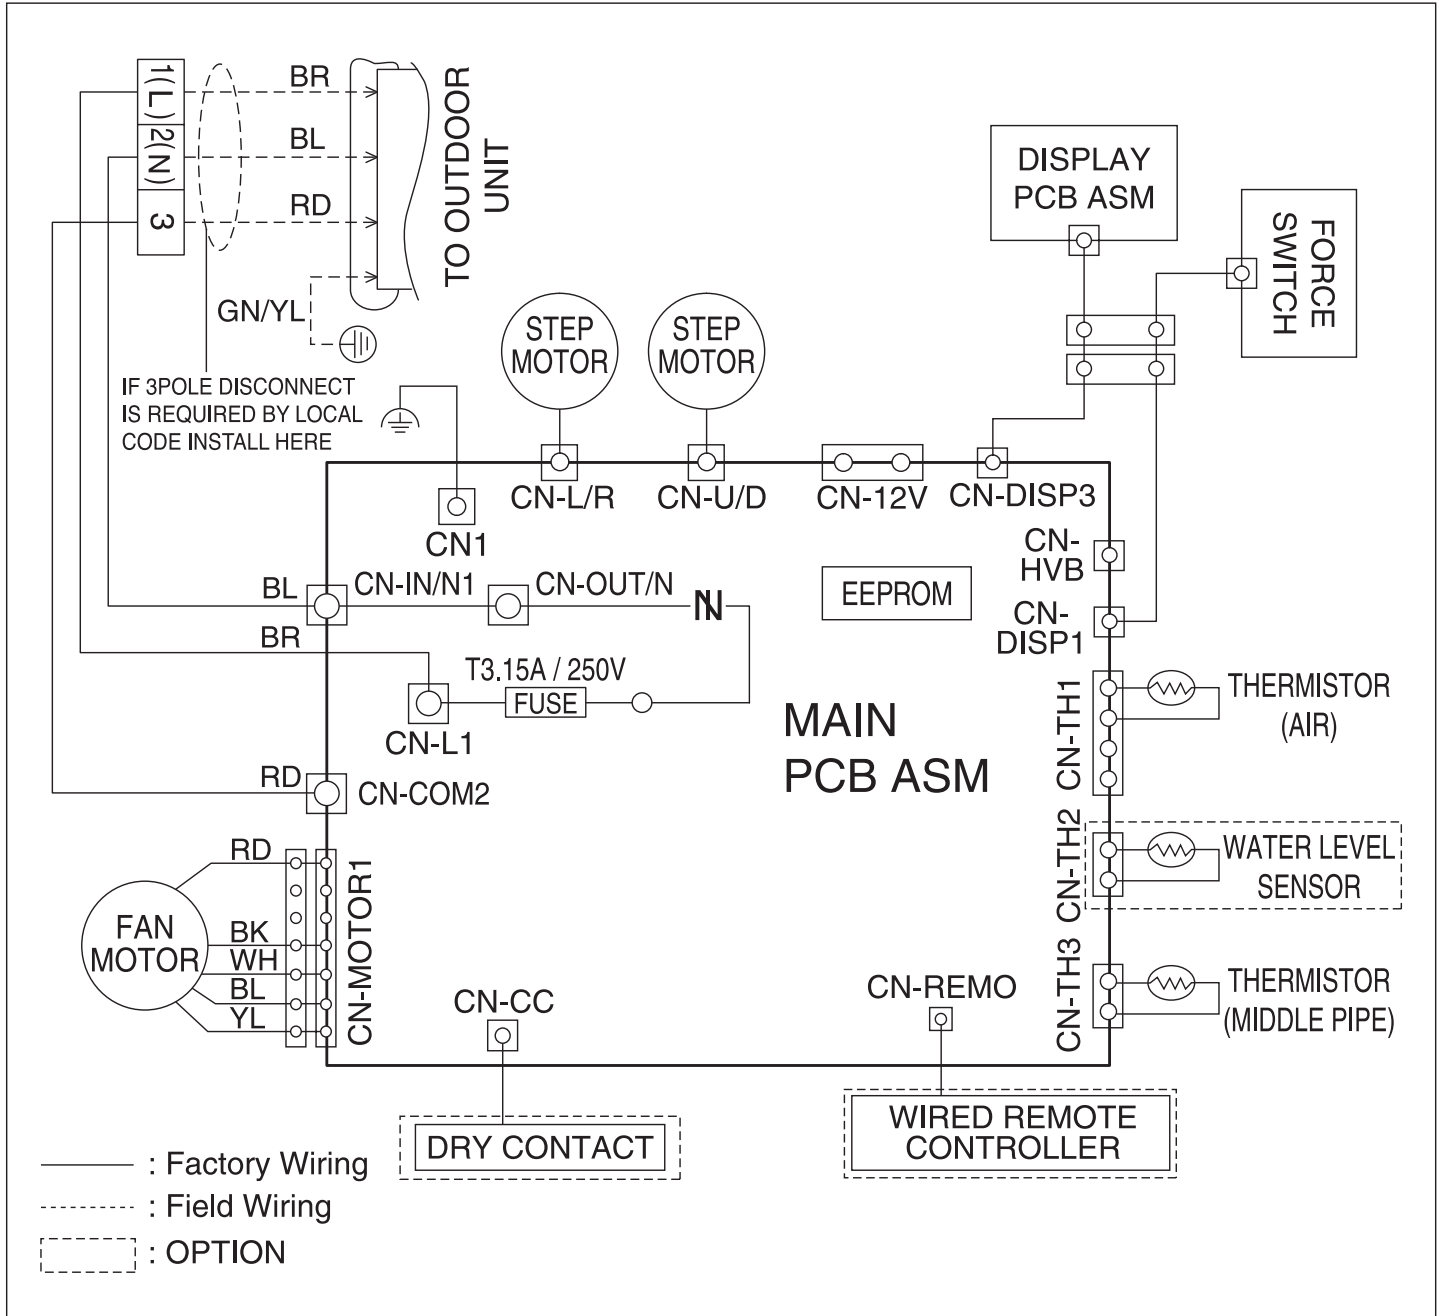 1(L)
2(N)
3
BR
BL
RD
GN/YL
TO OUTDOOR
UNIT
IF 3POLE DISCONNECT
IS REQUIRED BY LOCAL
CODE INSTALL HERE
STEP
MOTOR
STEP
MOTOR
DISPLAY
PCB ASM
FORCE
SWITCH
CN-L/R
CN-U/D
CN-12V
CN-DISP3
CN1
CN-
HVB
BL
CN-IN/N1
CN-OUT/N
EEPROM
CN-
DISP1
BR
T3.15A / 250V
FUSE
CN-L1
MAIN
PCB ASM
CN-TH1
THERMISTOR
(AIR)
RD
CN-COM2
CN-TH2
WATER LEVEL
SENSOR
RD
BK
WH
BL
YL
FAN
MOTOR
CN-MOTOR1
CN-TH3
THERMISTOR
(MIDDLE PIPE)
CN-CC
CN-REMO
DRY CONTACT
WIRED REMOTE
CONTROLLER
: Factory Wiring
: Field Wiring
: OPTION